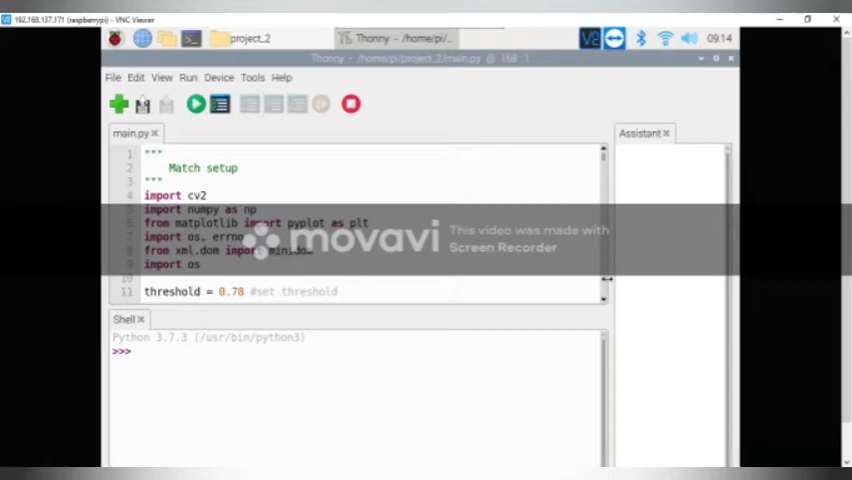 192.168.137.171 (raspberrypi) - VNC Viewer
project_2
Thonny - /home/pi/...
09:14
Thonny - /home/pi/project_2/main.py @ 168 : 1
File Edit View Run Device Tools Help
main.py
Assistant
1 """
2 Match setup
3 """
4 import cv2
5 import numpy as np
6 from matplotlib import pyplot as plt
7 import os, errno
8 from xml.dom import minidom
9 import os
10
11 threshold = 0.78 #set threshold
movavi
This video was made with
Screen Recorder
Shell
Python 3.7.3 (/usr/bin/python3)
>>>